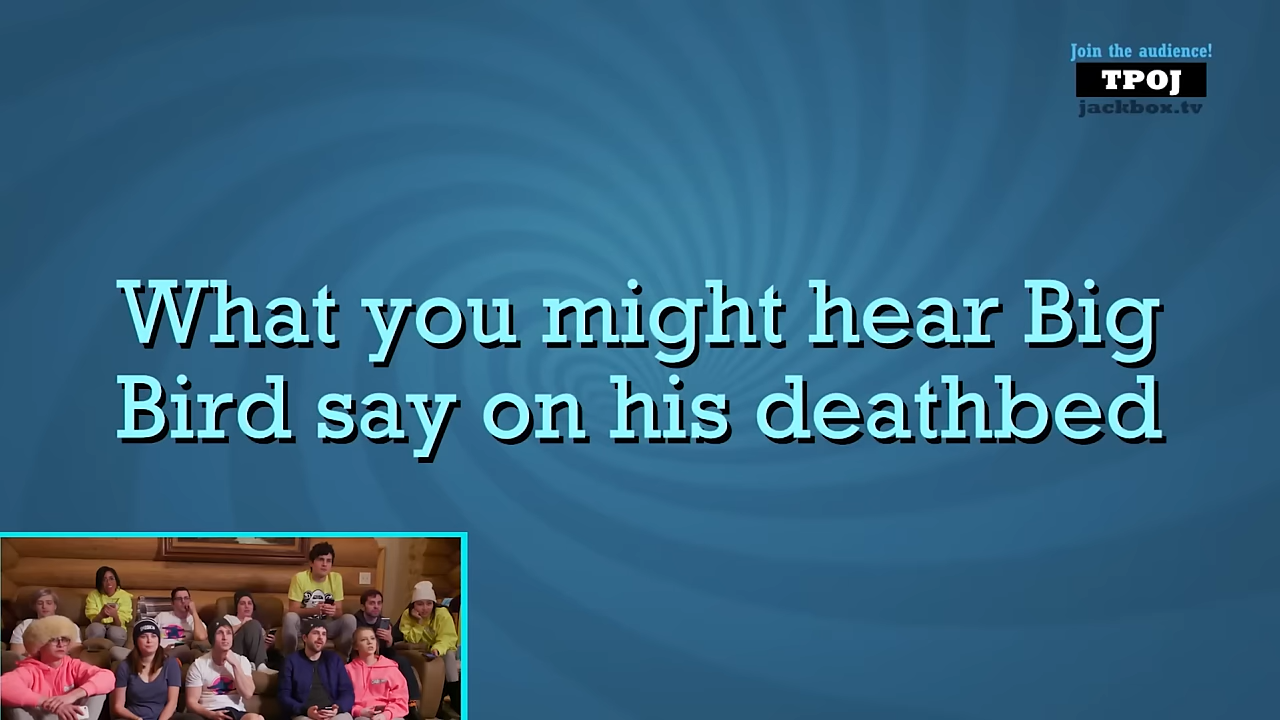 Join the audience!
TPOJ
jackbox.tv
What you might hear Big
Bird say on his deathbed